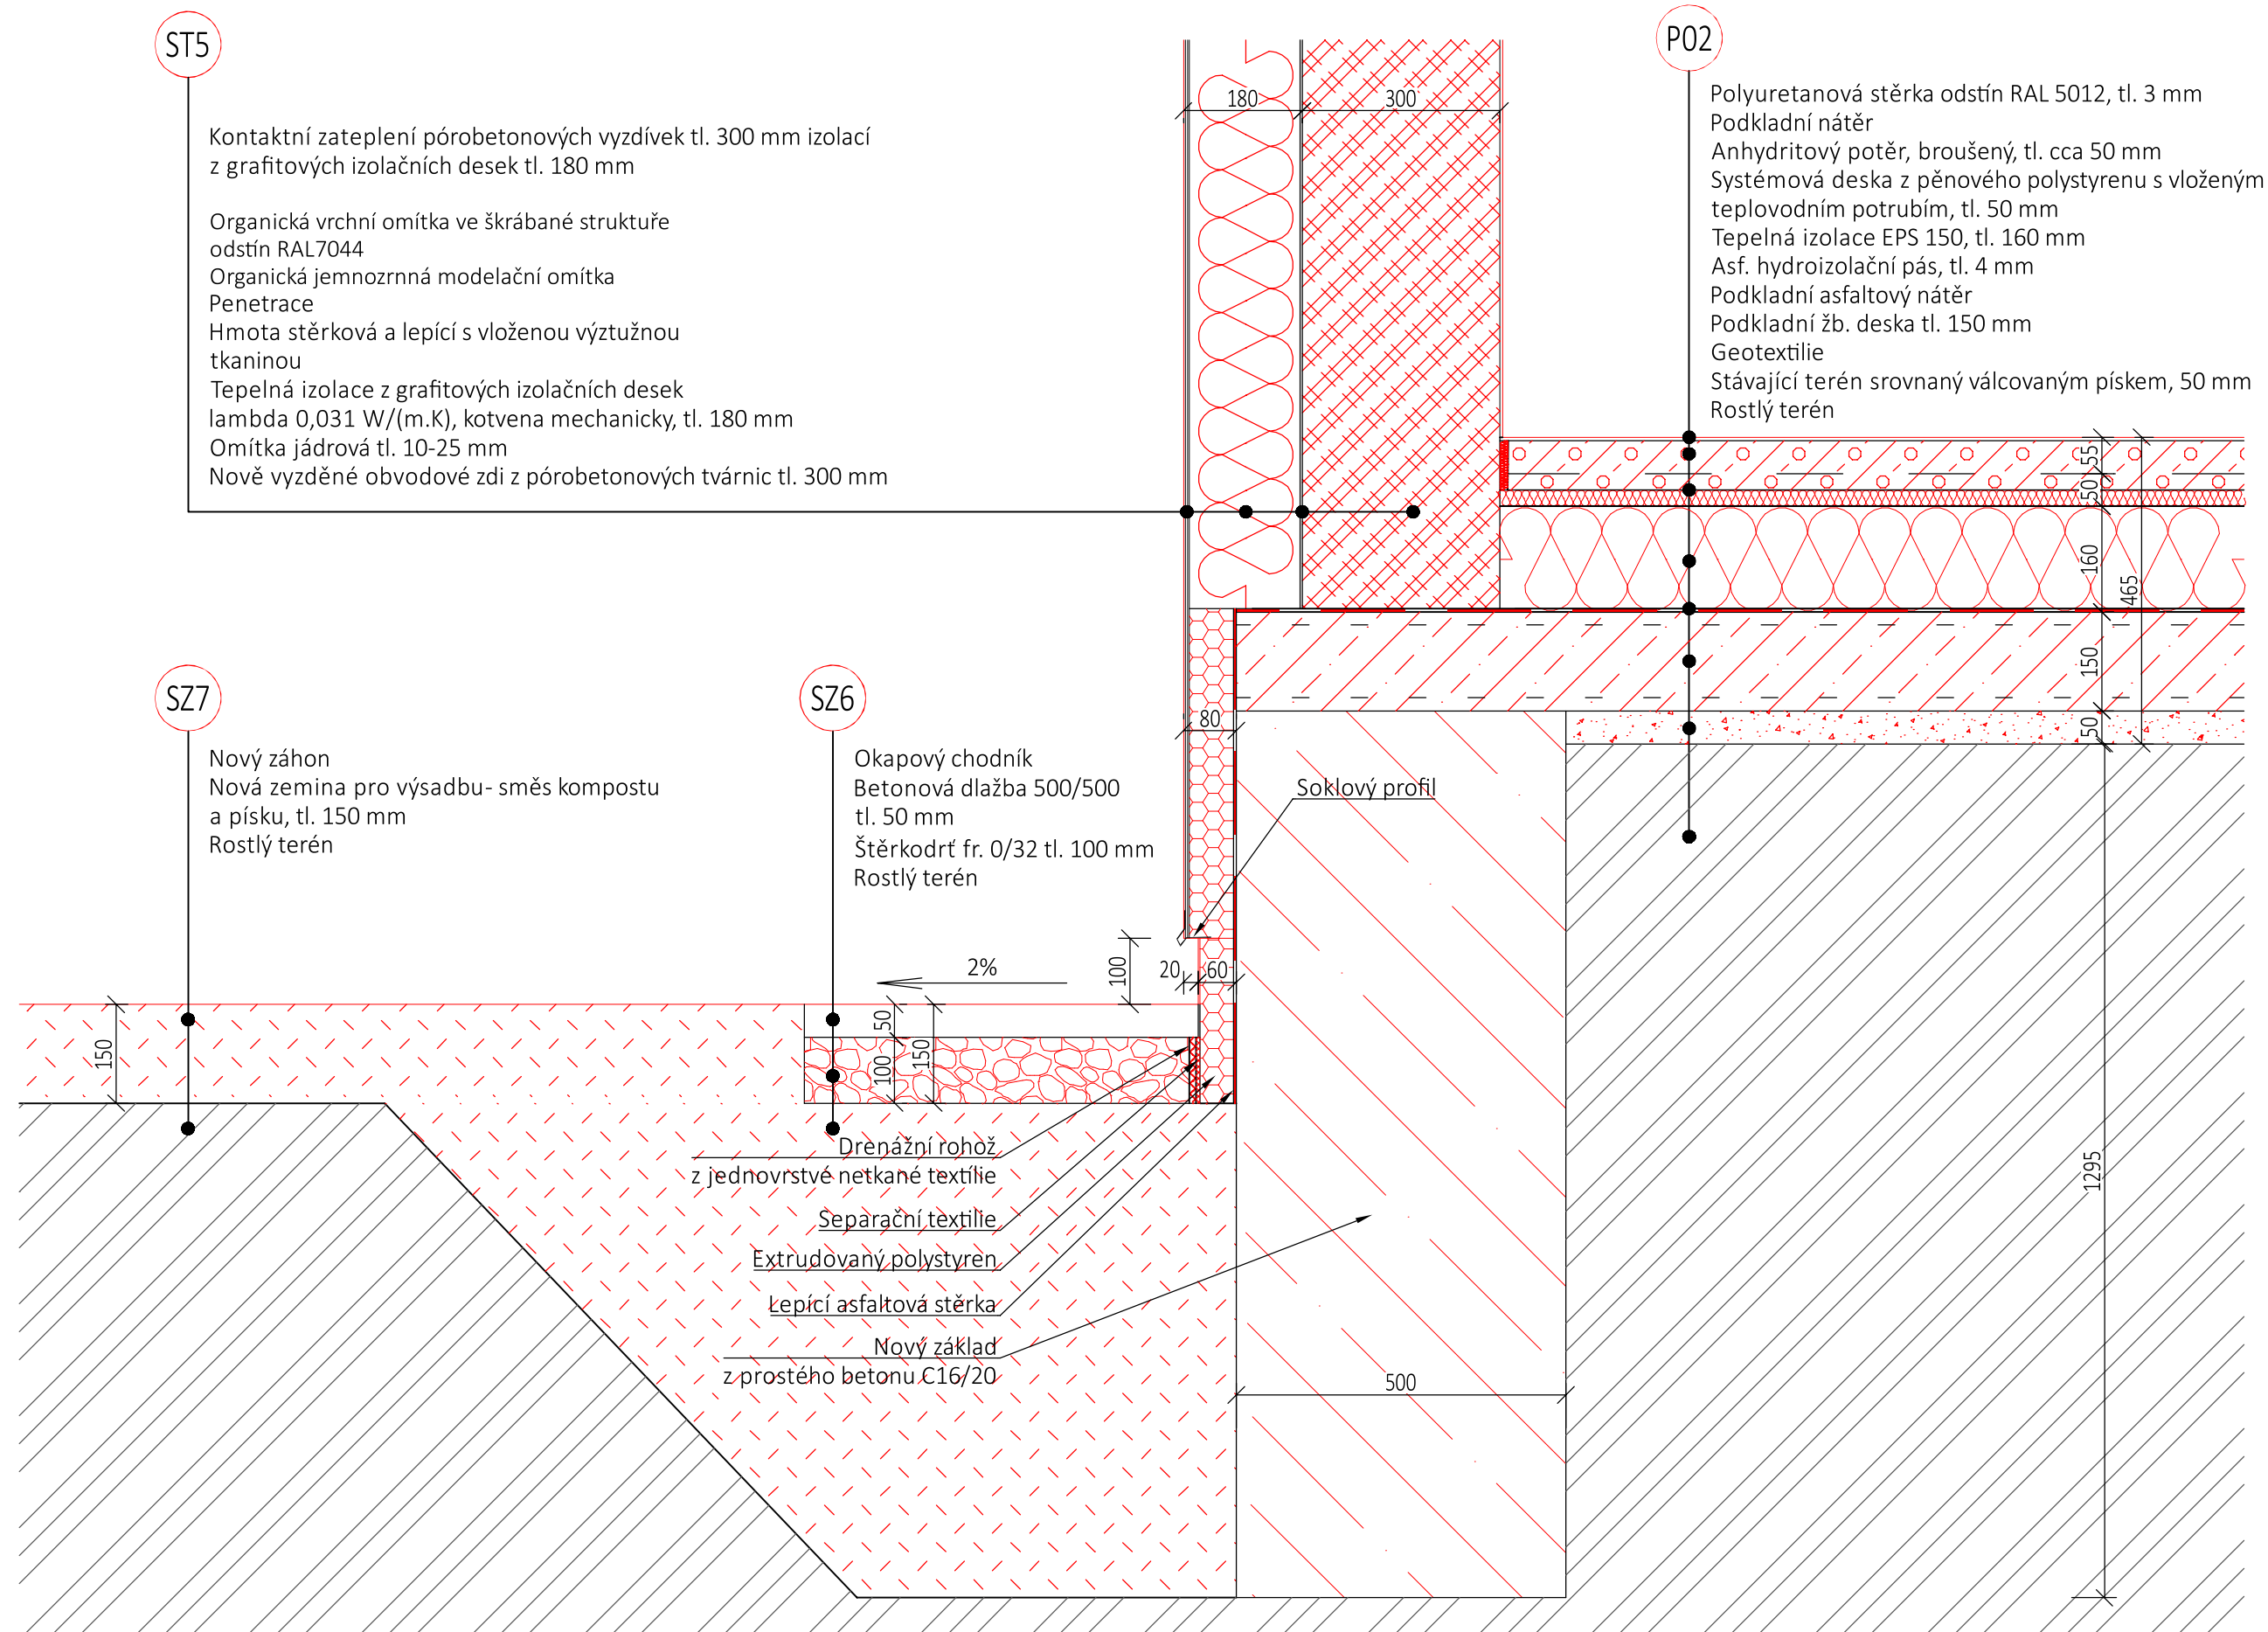 ST5
Kontaktní zateplení pórobetonových vyzdívek tl. 300 mm izolací
z grafitových izolačních desek tl. 180 mm
Organická vrchní omítka ve škrábané struktuře
odstín RAL7044
Organická jemnozrnná modelační omítka
Penetrace
Hmota stěrková a lepící s vloženou výztužnou
tkaninou
Tepelná izolace z grafitových izolačních desek
lambda 0,031 W/(m.K), kotvena mechanicky, tl. 180 mm
Omítka jádrová tl. 10-25 mm
Nově vyzděné obvodové zdi z pórobetonových tvárnic tl. 300 mm
180
300
P02
Polyuretanová stěrka odstín RAL 5012, tl. 3 mm
Podkladní nátěr
Anhydritový potěr, broušený, tl. cca 50 mm
Systémová deska z pěnového polystyrenu s vloženým
teplovodním potrubím, tl. 50 mm
Tepelná izolace EPS 150, tl. 160 mm
Asf. hydroizolační pás, tl. 4 mm
Podkladní asfaltový nátěr
Podkladní žb. deska tl. 150 mm
Geotextilie
Stávající terén srovnaný válcovaným pískem, 50 mm
Rostlý terén
55
50
160
465
150
50
1295
SZ7
Nový záhon
Nová zemina pro výsadbu- směs kompostu
a písku, tl. 150 mm
Rostlý terén
SZ6
Okapový chodník
Betonová dlažba 500/500
tl. 50 mm
Štěrkodrť fr. 0/32 tl. 100 mm
Rostlý terén
80
Soklový profil
2%
100
20
60
150
50
100
150
Drenážní rohož
z jednovrstvé netkané textílie
Separační textilie
Extrudovaný polystyren
Lepící asfaltová stěrka
Nový základ
z prostého betonu C16/20
500